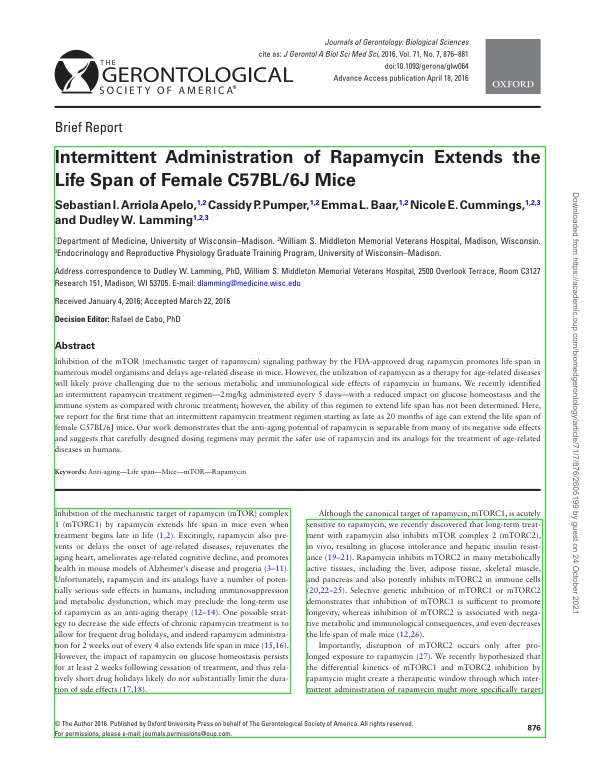 Journals of Gerontology: Biological Sciences
cite as: J Gerontol A Biol Sci Med Sci, 2016, Vol. 71, No. 7, 876–881
doi:10.1093/gerona/glw064
Advance Access publication April 18, 2016
THE
GERONTOLOGICAL
SOCIETY OF AMERICA®
OXFORD
Brief Report
Intermittent Administration of Rapamycin Extends the
Life Span of Female C57BL/6J Mice
Sebastian I. Arriola Apelo,1,2 Cassidy P. Pumper,1,2 Emma L. Baar,1,2 Nicole E. Cummings,1,2,3
and Dudley W. Lamming1,2,3
1Department of Medicine, University of Wisconsin–Madison. 2William S. Middleton Memorial Veterans Hospital, Madison, Wisconsin.
3Endocrinology and Reproductive Physiology Graduate Training Program, University of Wisconsin–Madison.
Address correspondence to Dudley W. Lamming, PhD, William S. Middleton Memorial Veterans Hospital, 2500 Overlook Terrace, Room C3127
Research 151, Madison, WI 53705. E-mail: dlamming@medicine.wisc.edu
Received January 4, 2016; Accepted March 22, 2016
Decision Editor: Rafael de Cabo, PhD
Abstract
Inhibition of the mTOR (mechanistic target of rapamycin) signaling pathway by the FDA-approved drug rapamycin promotes life span in
numerous model organisms and delays age-related disease in mice. However, the utilization of rapamycin as a therapy for age-related diseases
will likely prove challenging due to the serious metabolic and immunological side effects of rapamycin in humans. We recently identified
an intermittent rapamycin treatment regimen—2 mg/kg administered every 5 days—with a reduced impact on glucose homeostasis and the
immune system as compared with chronic treatment; however, the ability of this regimen to extend life span has not been determined. Here,
we report for the first time that an intermittent rapamycin treatment regimen starting as late as 20 months of age can extend the life span of
female C57BL/6J mice. Our work demonstrates that the anti-aging potential of rapamycin is separable from many of its negative side effects
and suggests that carefully designed dosing regimens may permit the safer use of rapamycin and its analogs for the treatment of age-related
diseases in humans.
Keywords: Anti-aging—Life span—Mice—mTOR—Rapamycin
Inhibition of the mechanistic target of rapamycin (mTOR) complex
1 (mTORC1) by rapamycin extends life span in mice even when
treatment begins late in life (1,2). Excitingly, rapamycin also pre-
vents or delays the onset of age-related diseases, rejuvenates the
aging heart, ameliorates age-related cognitive decline, and promotes
health in mouse models of Alzheimer's disease and progeria (3–11).
Unfortunately, rapamycin and its analogs have a number of poten-
tially serious side effects in humans, including immunosuppression
and metabolic dysfunction, which may preclude the long-term use
of rapamycin as an anti-aging therapy (12–14). One possible strat-
egy to decrease the side effects of chronic rapamycin treatment is to
allow for frequent drug holidays, and indeed rapamycin administra-
tion for 2 weeks out of every 4 also extends life span in mice (15,16).
However, the impact of rapamycin on glucose homeostasis persists
for at least 2 weeks following cessation of treatment, and thus rela-
tively short drug holidays likely do not substantially limit the dura-
tion of side effects (17,18).
Although the canonical target of rapamycin, mTORC1, is acutely
sensitive to rapamycin, we recently discovered that long-term treat-
ment with rapamycin also inhibits mTOR complex 2 (mTORC2),
in vivo, resulting in glucose intolerance and hepatic insulin resist-
ance (19–21). Rapamycin inhibits mTORC2 in many metabolically
active tissues, including the liver, adipose tissue, skeletal muscle,
and pancreas and also potently inhibits mTORC2 in immune cells
(20,22–25). Selective genetic inhibition of mTORC1 or mTORC2
demonstrates that inhibition of mTORC1 is sufficient to promote
longevity, whereas inhibition of mTORC2 is associated with nega-
tive metabolic and immunological consequences, and even decreases
the life span of male mice (12,26).
Importantly, disruption of mTORC2 occurs only after pro-
longed exposure to rapamycin (27). We recently hypothesized that
the differential kinetics of mTORC1 and mTORC2 inhibition by
rapamycin might create a therapeutic window through which inter-
mittent administration of rapamycin might more specifically target
© The Author 2016. Published by Oxford University Press on behalf of The Gerontological Society of America. All rights reserved.
For permissions, please e-mail: journals.permissions@oup.com.
876
Downloaded from https://academic.oup.com/biomedgerontology/article/71/7/876/2605199 by guest on 24 October 2021